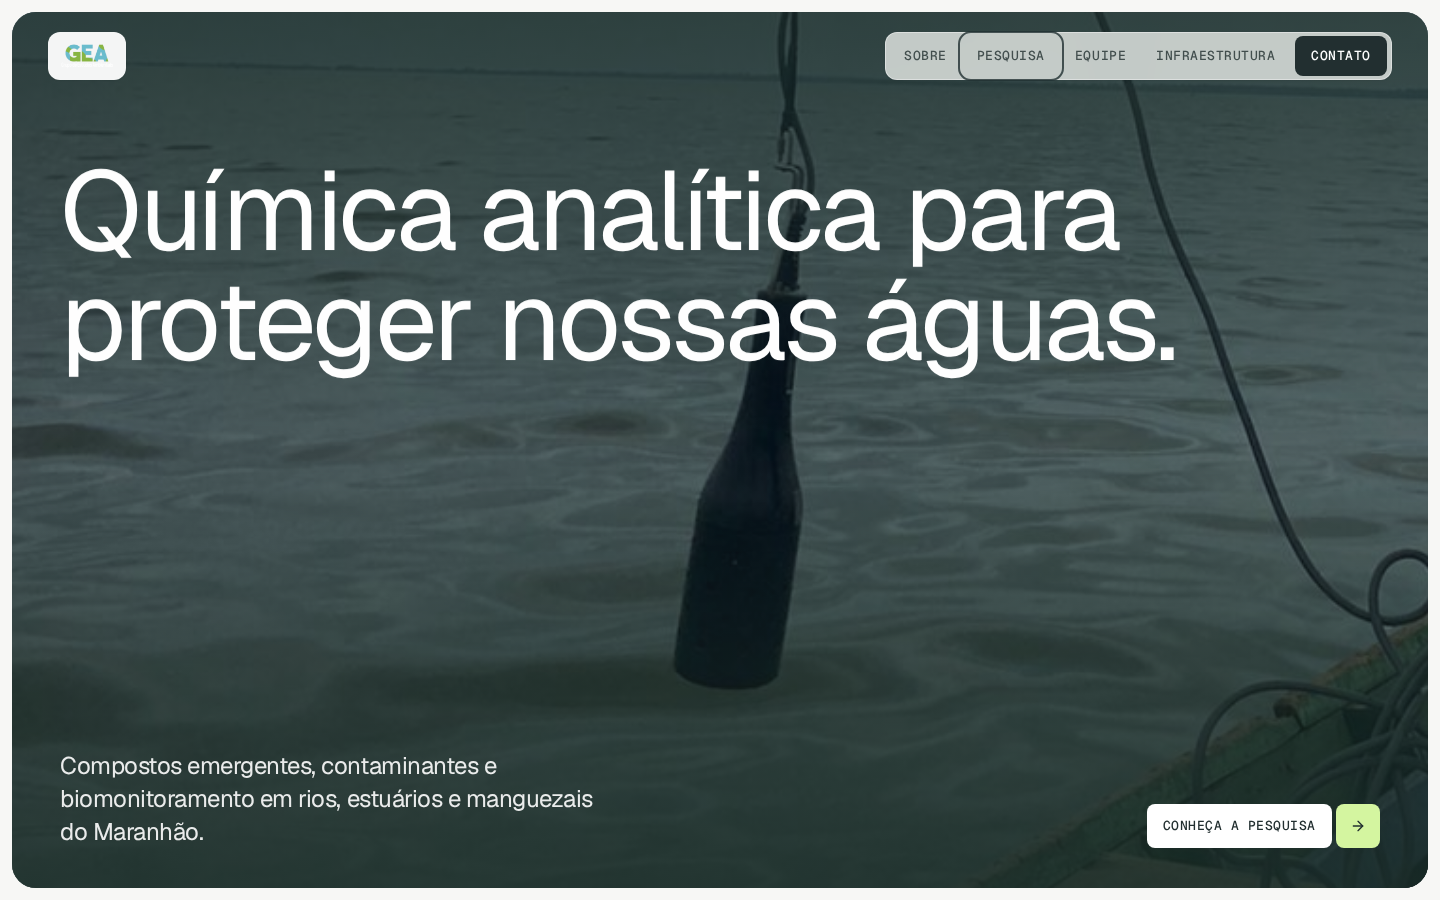 GEA
SOBRE
PESQUISA
EQUIPE
INFRAESTRUTURA
CONTATO
Química analítica para
proteger nossas águas.
Compostos emergentes, contaminantes e
biomonitoramento em rios, estuários e manguezais
do Maranhão.
CONHEÇA A PESQUISA